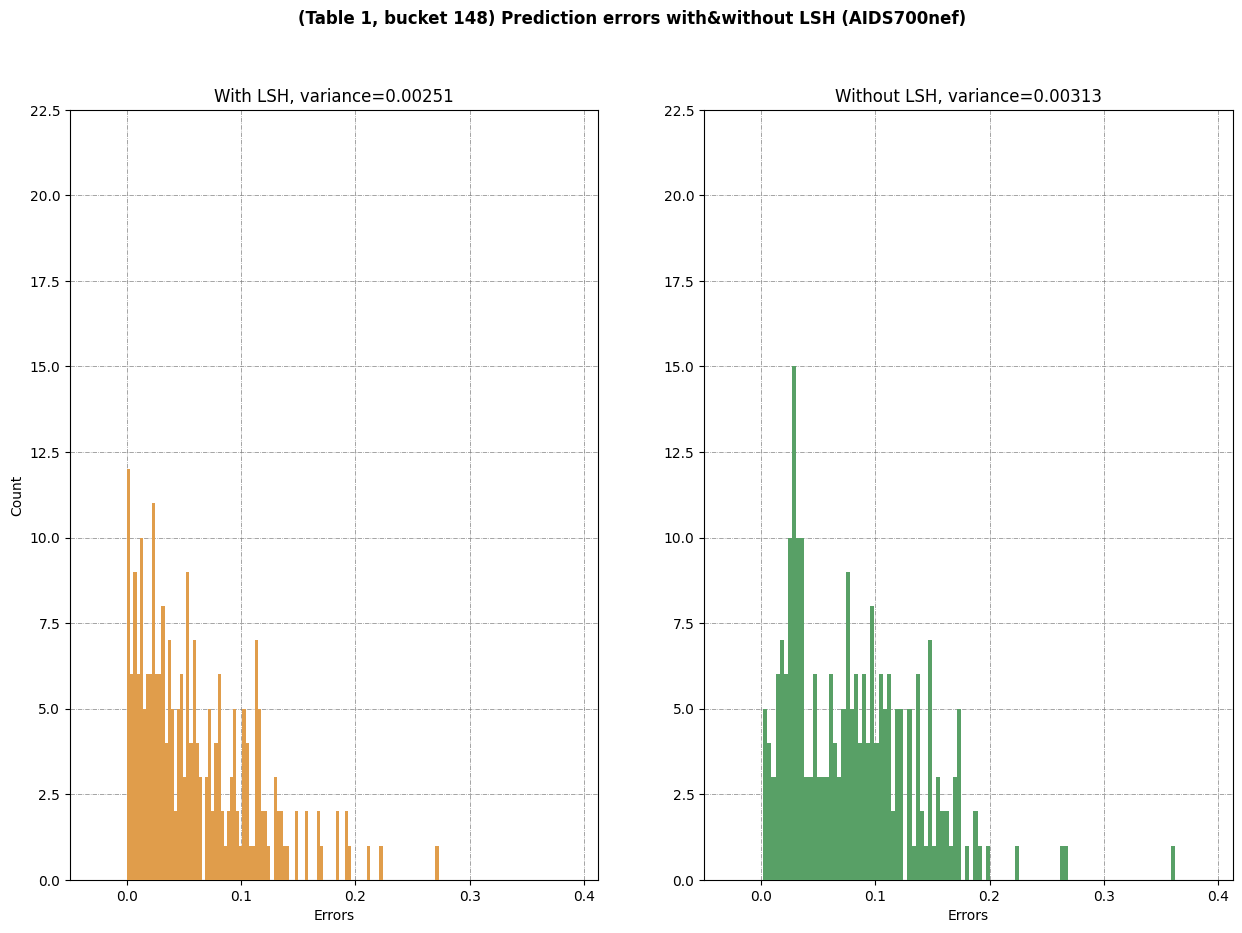 (Table 1, bucket 148) Prediction errors with&without LSH (AIDS700nef)
With LSH, variance=0.00251
22.5
20.0
17.5
15.0
12.5
10.0
7.5
5.0
2.5
0.0
Count
0.0 0.1 0.2 0.3 0.4
Errors
Without LSH, variance=0.00313
22.5
20.0
17.5
15.0
12.5
10.0
7.5
5.0
2.5
0.0
0.0 0.1 0.2 0.3 0.4
Errors